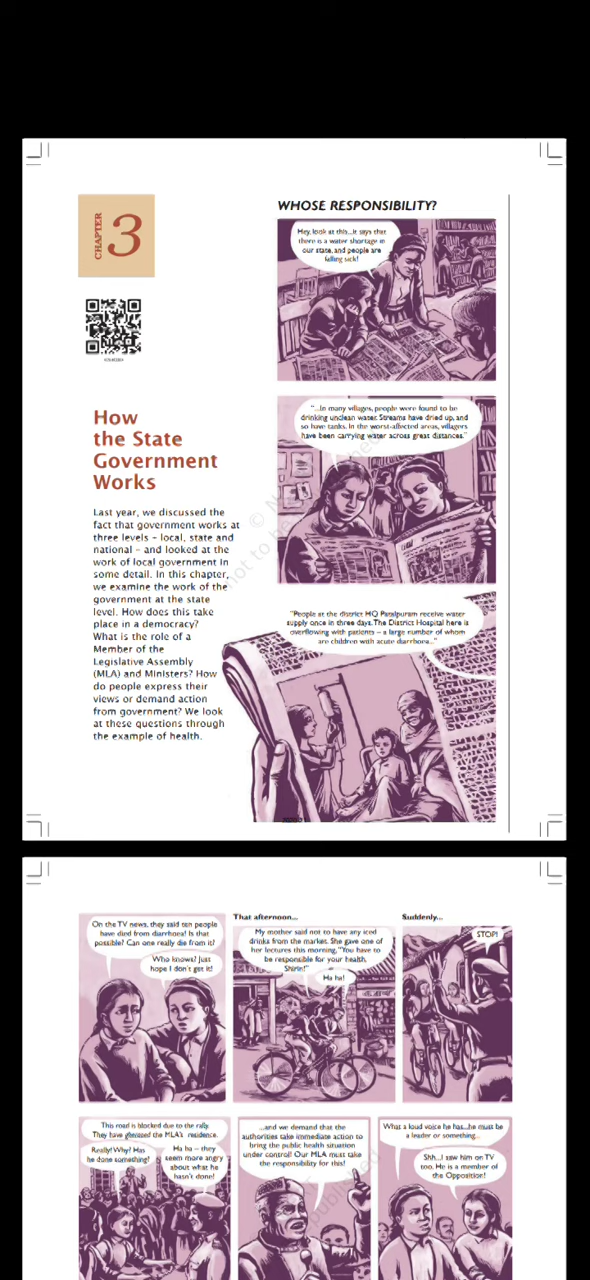 CHAPTER
3
How
the State
Government
Works
Last year, we discussed the
fact that government works at
three levels – local, state and
national – and looked at the
work of local government in
some detail. In this chapter,
we examine the work of the
government at the state
level. How does this take
place in a democracy?
What is the role of a
Member of the
Legislative Assembly
(MLA) and Ministers? How
do people express their
views or demand action
from government? We look
at these questions through
the example of health.
WHOSE RESPONSIBILITY?
Hey, look at this...it says that
there is a water shortage in
our state, and people are
falling sick!
"...In many villages, people were found to be
drinking unclean water. Streams have dried up, and
so have tanks. In the worst-affected areas, villagers
have been carrying water across great distances."
"People at the district HQ Patalpuram receive water
supply once in three days. The District Hospital here is
overflowing with patients – a large number of whom
are children with acute diarrhoea..."
© N
not to be
On the TV news, they said ten people
have died from diarrhoea! Is that
possible? Can one really die from it?
Who knows? Just
hope I don't get it!
That afternoon...
My mother said not to have any iced
drinks from the market. She gave one of
her lectures this morning, "You have to
be responsible for your health,
Shirin!"
Ha ha!
Suddenly...
STOP!
This road is blocked due to the rally.
They have gheraoed the MLA's residence.
Really! Why? Has
he done something?
Ha ha – they
seem more angry
about what he
hasn't done!
...and we demand that the
authorities take immediate action to
bring the public health situation
under control! Our MLA must take
the responsibility for this!
What a loud voice he has...he must be
a leader or something...
Shh...I saw him on TV
too. He is a member of
the Opposition!